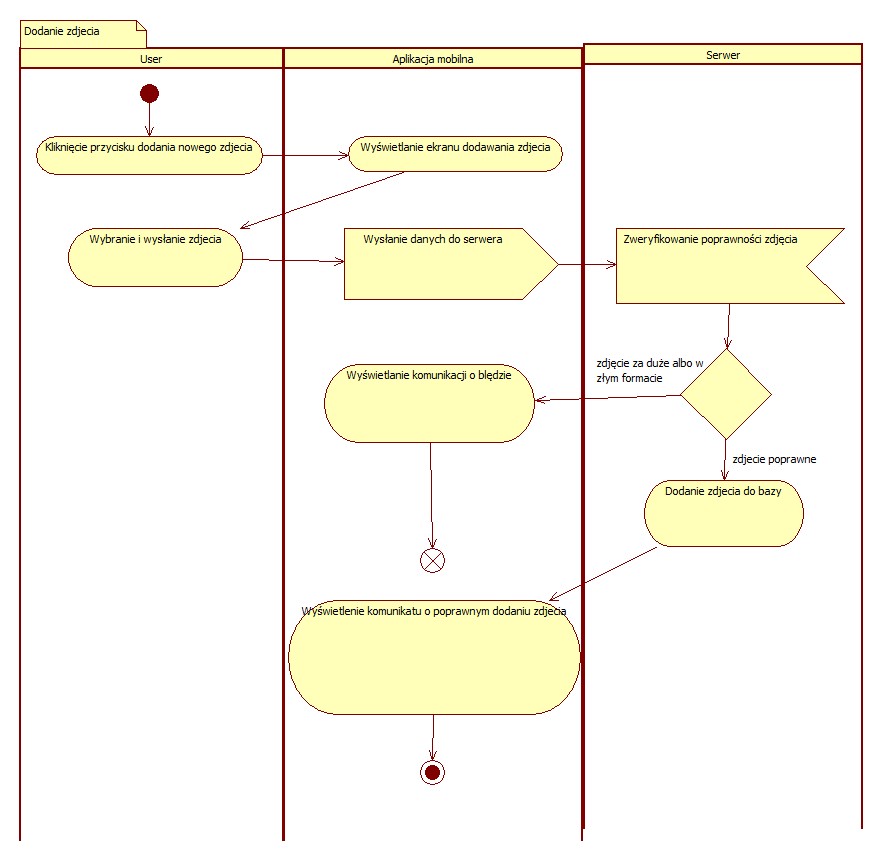 Dodanie zdjecia
User
Aplikacja mobilna
Serwer
Kliknięcie przycisku dodania nowego zdjecia
Wyświetlanie ekranu dodawania zdjecia
Wybranie i wysłanie zdjecia
Wysłanie danych do serwera
Zweryfikowanie poprawności zdjęcia
zdjęcie za duże albo w
złym formacie
Wyświetlanie komunikacji o błędzie
zdjecie poprawne
Dodanie zdjecia do bazy
Wyświetlenie komunikatu o poprawnym dodaniu zdjęcia